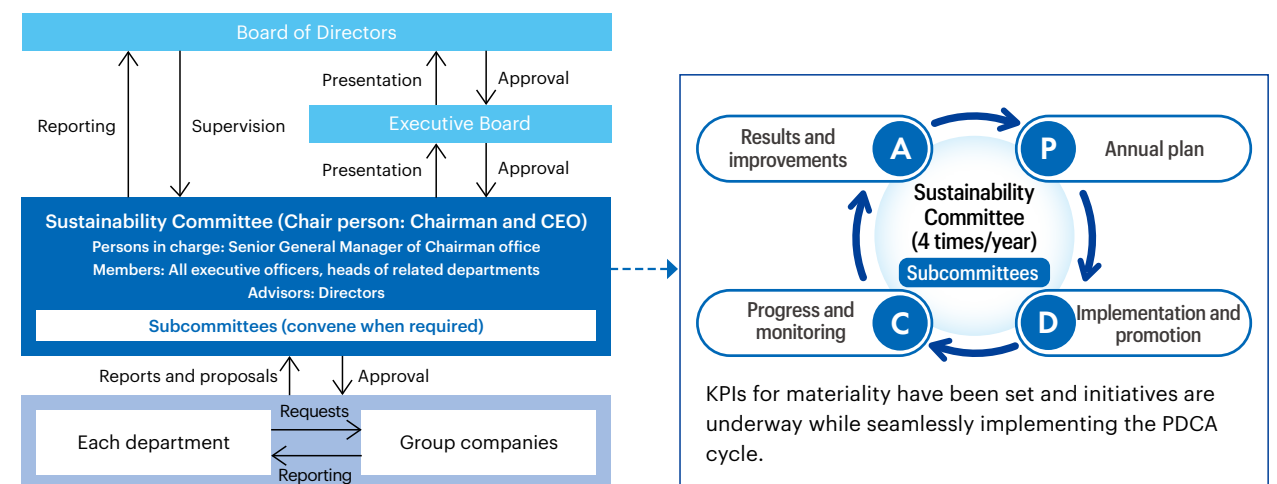 Board of Directors
Presentation
Approval
Reporting
Supervision
Executive Board
Presentation
Approval
Sustainability Committee (Chair person: Chairman and CEO)
Persons in charge: Senior General Manager of Chairman office
Members: All executive officers, heads of related departments
Advisors: Directors
Subcommittees (convene when required)
Reports and proposals
Approval
Each department
Requests
Reporting
Group companies
Results and
improvements
A
P
Annual plan
Sustainability
Committee
(4 times/year)
Subcommittees
Progress and
monitoring
C
D
Implementation and
promotion
KPIs for materiality have been set and initiatives are
underway while seamlessly implementing the PDCA
cycle.